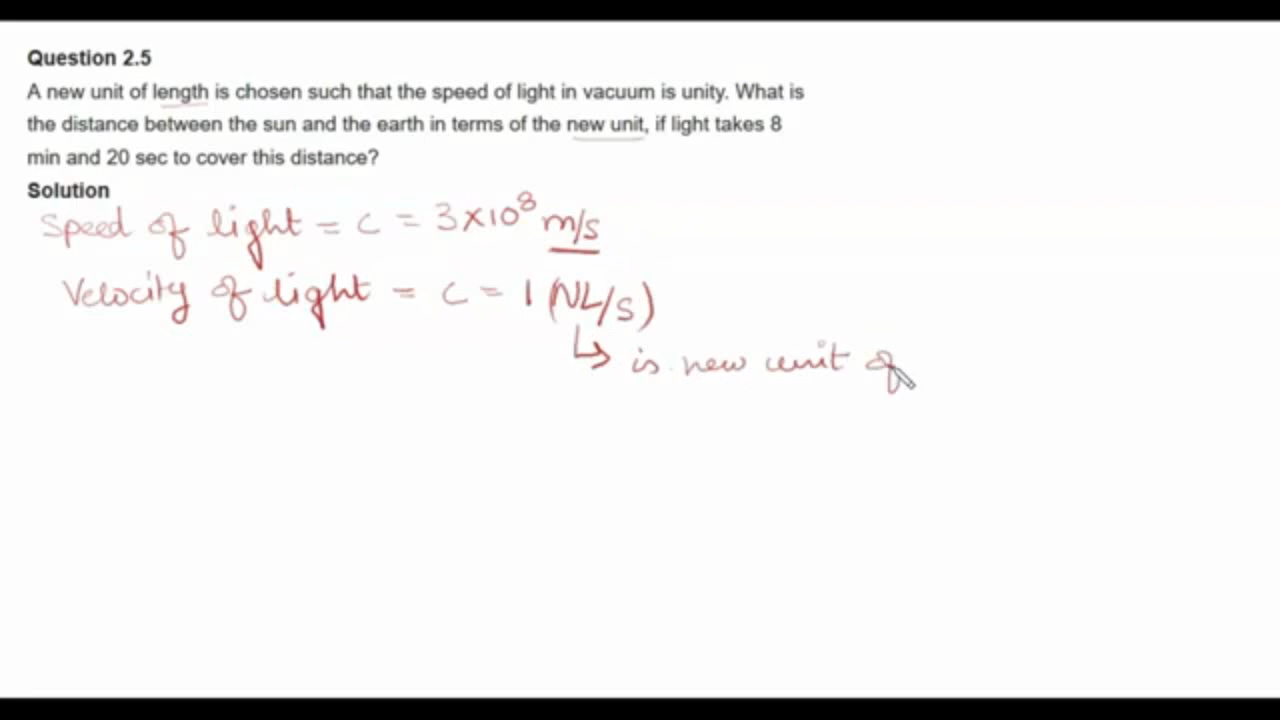 Question 2.5
A new unit of length is chosen such that the speed of light in vacuum is unity. What is
the distance between the sun and the earth in terms of the new unit, if light takes 8
min and 20 sec to cover this distance?
Solution
Speed of light = c = 3×10⁸ m/s
Velocity of light = c = 1 (NL/s)
↳ is new unit of